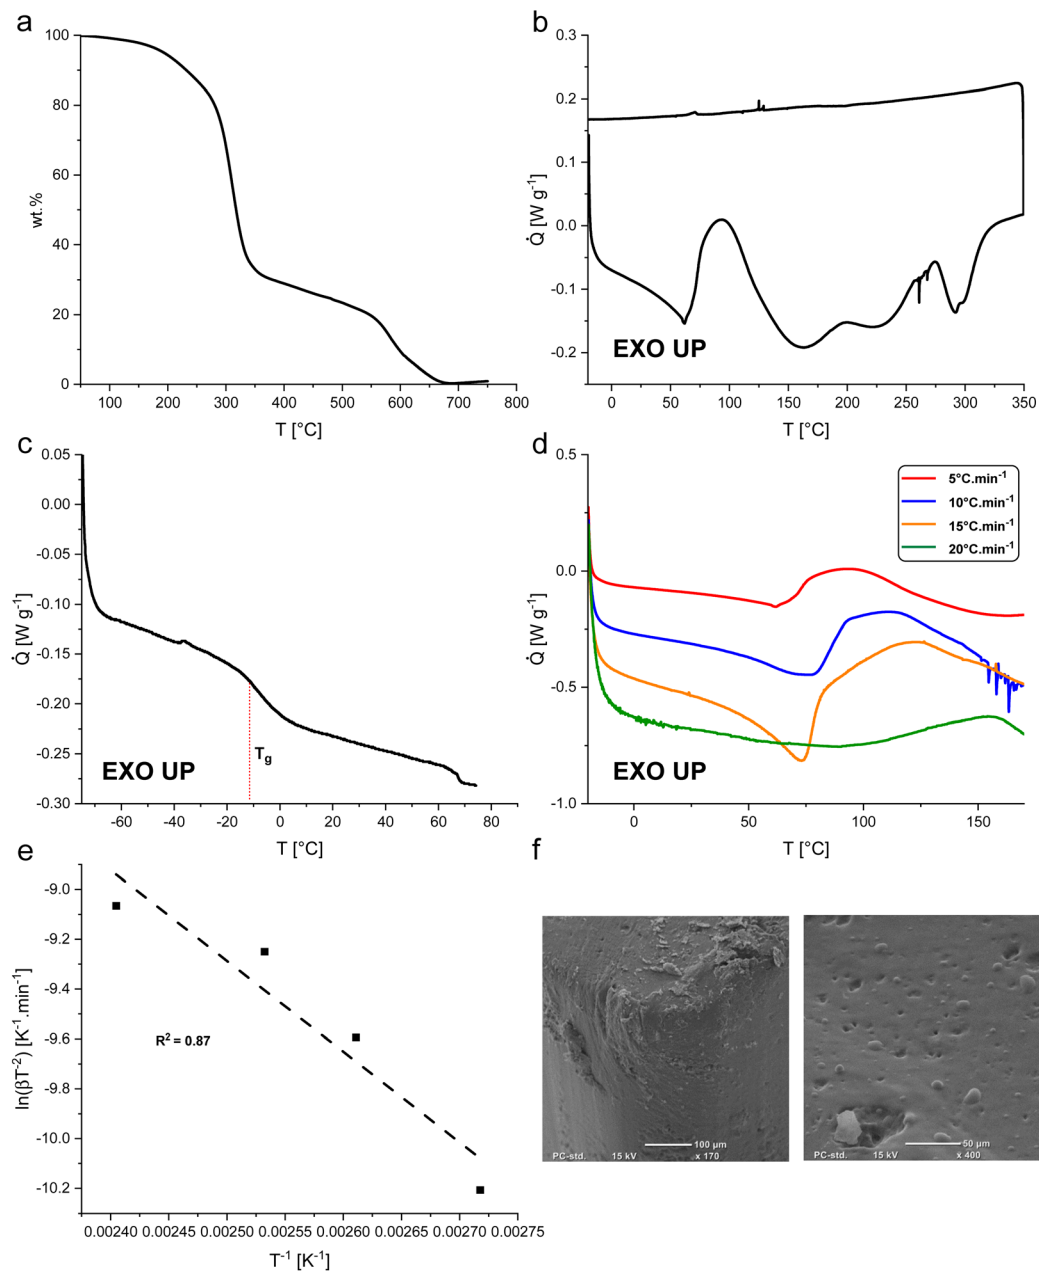 a
100
80
60
40
20
0
wt.%
100 200 300 400 500 600 700 800
T [°C]
b
0.3
0.2
0.1
0.0
-0.1
-0.2
Q̇ [W g⁻¹]
EXO UP
0 50 100 150 200 250 300 350
T [°C]
c
0.05
0.00
-0.05
-0.10
-0.15
-0.20
-0.25
-0.30
Q̇ [W g⁻¹]
Tg
EXO UP
-60 -40 -20 0 20 40 60 80
T [°C]
d
0.5
0.0
-0.5
-1.0
Q̇ [W g⁻¹]
5°C.min⁻¹
10°C.min⁻¹
15°C.min⁻¹
20°C.min⁻¹
EXO UP
0 50 100 150
T [°C]
e
-9.0
-9.2
-9.4
-9.6
-9.8
-10.0
-10.2
ln(βT⁻²) [K⁻¹.min⁻¹]
R² = 0.87
0.00240 0.00245 0.00250 0.00255 0.00260 0.00265 0.00270 0.00275
T⁻¹ [K⁻¹]
f
100 µm
PC-std. 15 kV x 170
50 µm
PC-std. 15 kV x 400